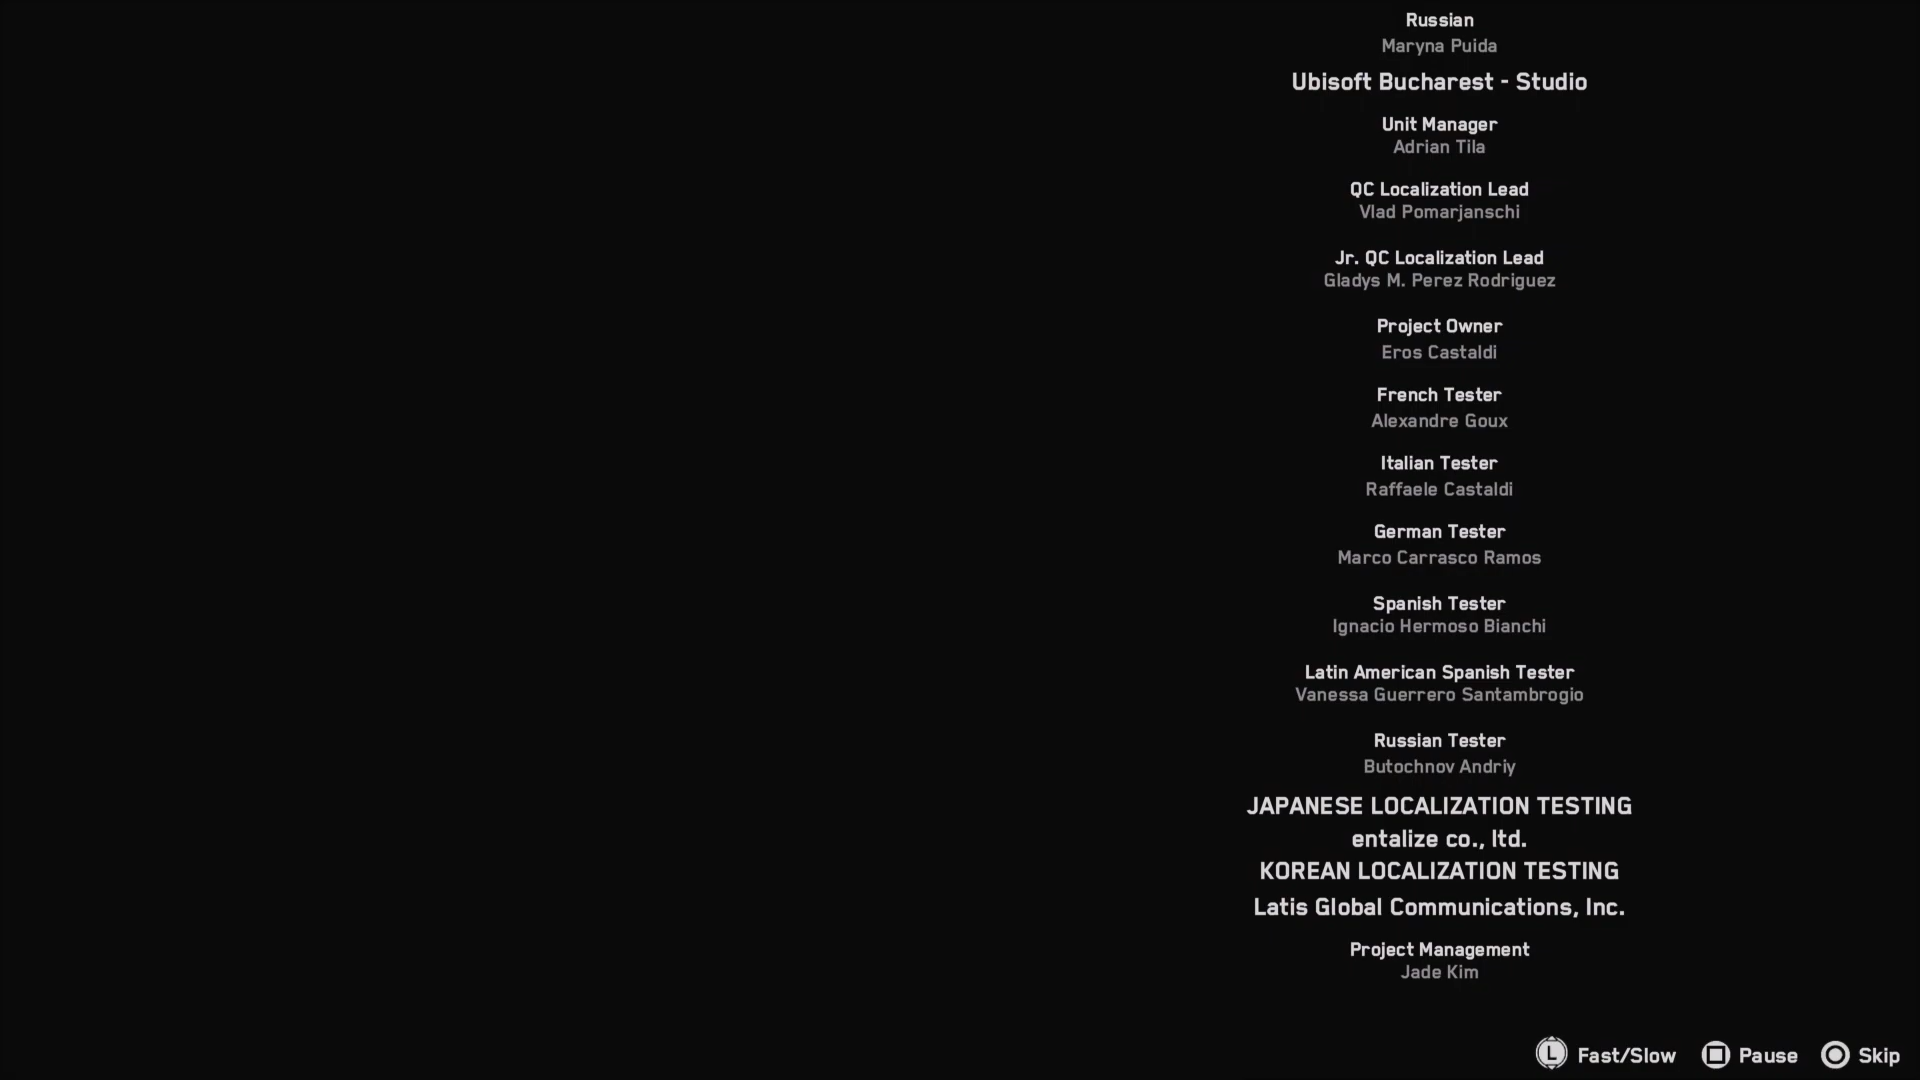 Russian
Maryna Puida
Ubisoft Bucharest - Studio
Unit Manager
Adrian Tila
QC Localization Lead
Vlad Pomarjanschi
Jr. QC Localization Lead
Gladys M. Perez Rodriguez
Project Owner
Eros Castaldi
French Tester
Alexandre Goux
Italian Tester
Raffaele Castaldi
German Tester
Marco Carrasco Ramos
Spanish Tester
Ignacio Hermoso Bianchi
Latin American Spanish Tester
Vanessa Guerrero Santambrogio
Russian Tester
Butochnov Andriy
JAPANESE LOCALIZATION TESTING
entalize co., ltd.
KOREAN LOCALIZATION TESTING
Latis Global Communications, Inc.
Project Management
Jade Kim
L Fast/Slow Pause Skip